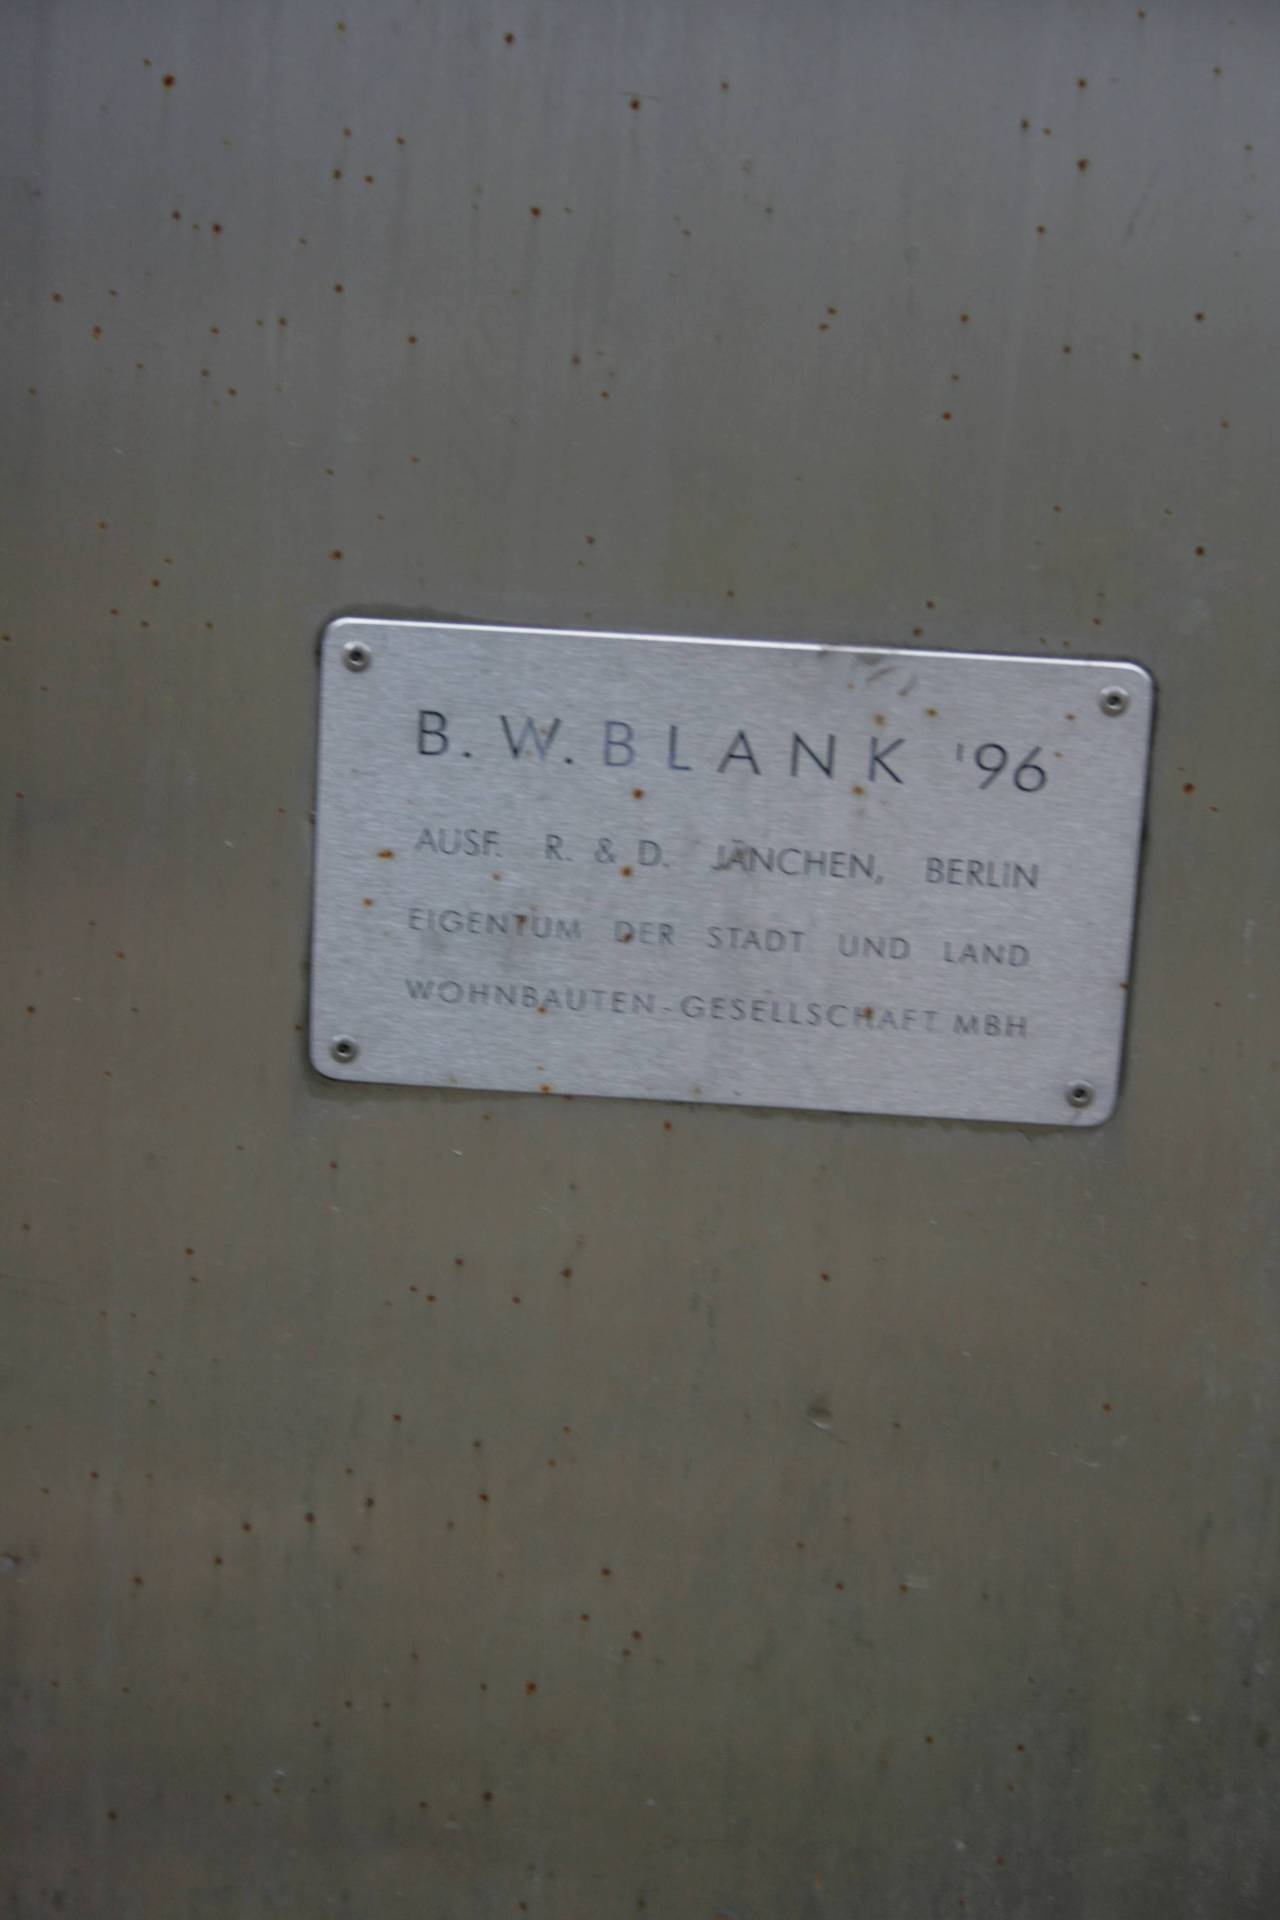 B. W. BLANK '96
AUSF. R. & D. JÄNCHEN, BERLIN
EIGENTUM DER STADT UND LAND
WOHNBAUTEN-GESELLSCHAFT MBH